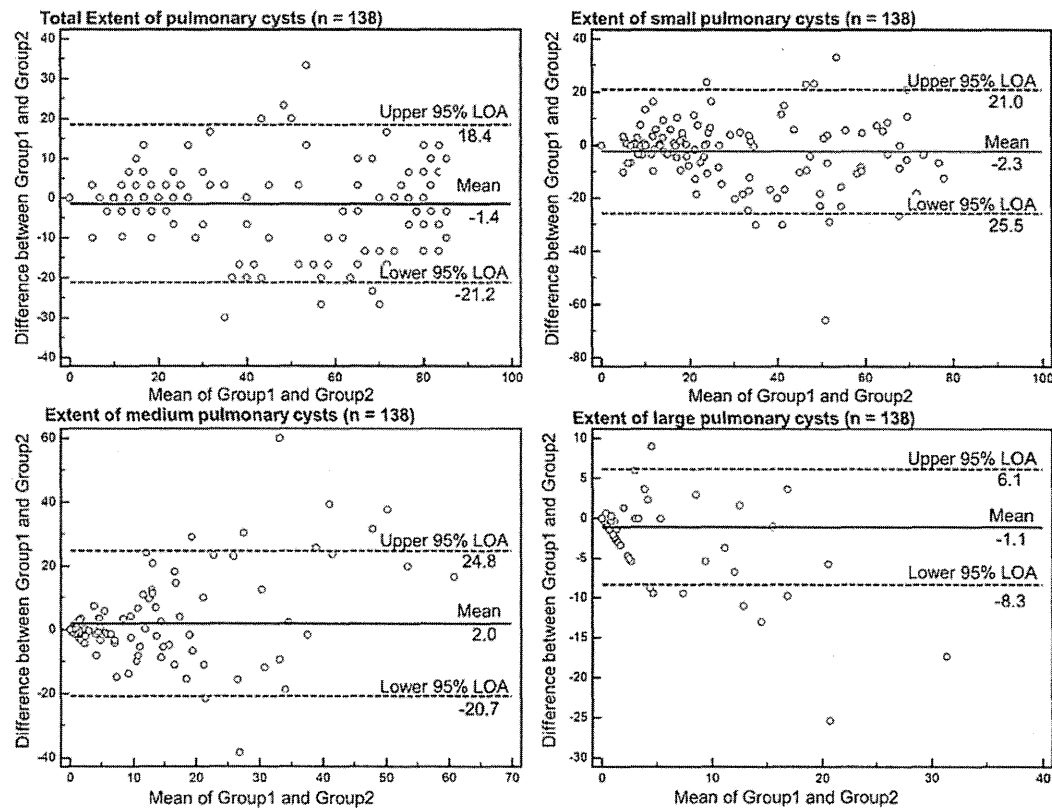 Total Extent of pulmonary cysts (n = 138)
Difference between Group1 and Group2
40
30
20
10
0
-10
-20
-30
-40
Upper 95% LOA
18.4
Mean
-1.4
Lower 95% LOA
-21.2
0
20
40
60
80
100
Mean of Group1 and Group2
Extent of small pulmonary cysts (n = 138)
Difference between Group1 and Group2
40
20
0
-20
-40
-60
-80
Upper 95% LOA
21.0
Mean
-2.3
Lower 95% LOA
25.5
0
20
40
60
80
100
Mean of Group1 and Group2
Extent of medium pulmonary cysts (n = 138)
Difference between Group1 and Group2
60
40
20
0
-20
-40
Upper 95% LOA
24.8
Mean
2.0
Lower 95% LOA
-20.7
0
10
20
30
40
50
60
70
Mean of Group1 and Group2
Extent of large pulmonary cysts (n = 138)
Difference between Group1 and Group2
10
5
0
-5
-10
-15
-20
-25
-30
Upper 95% LOA
6.1
Mean
-1.1
Lower 95% LOA
-8.3
0
10
20
30
40
Mean of Group1 and Group2